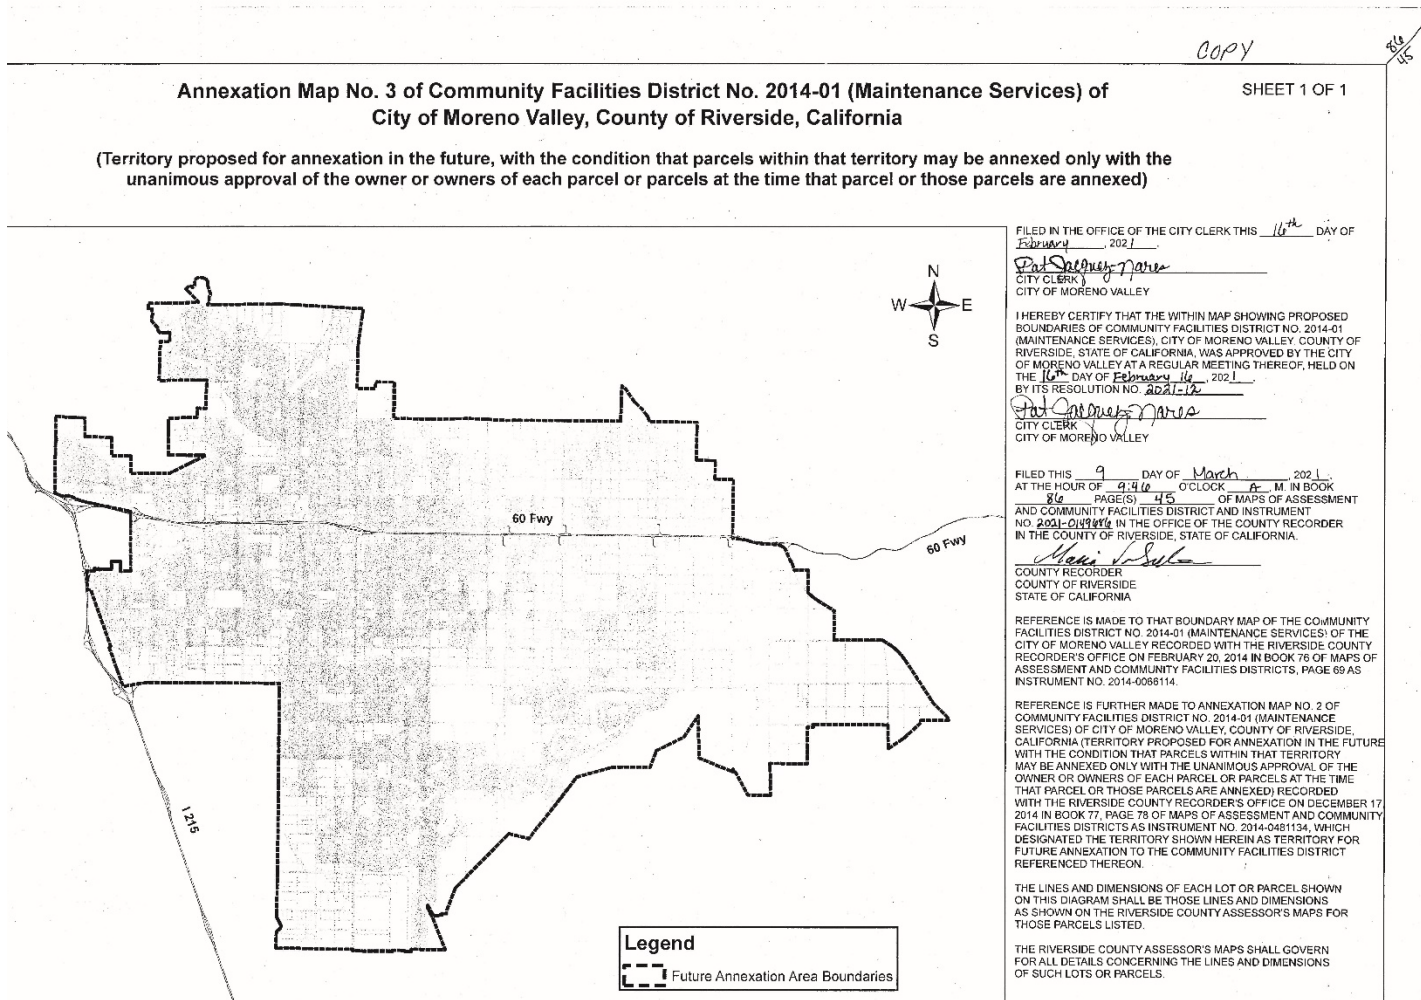 COPY
86
45
Annexation Map No. 3 of Community Facilities District No. 2014-01 (Maintenance Services) of
City of Moreno Valley, County of Riverside, California
SHEET 1 OF 1
(Territory proposed for annexation in the future, with the condition that parcels within that territory may be annexed only with the
unanimous approval of the owner or owners of each parcel or parcels at the time that parcel or those parcels are annexed)
N
W E
S
60 Fwy
60 Fwy
I 215
Legend
Future Annexation Area Boundaries
FILED IN THE OFFICE OF THE CITY CLERK THIS 16th DAY OF
February, 2021.
Pat Jacquez-Nares
CITY CLERK
CITY OF MORENO VALLEY
I HEREBY CERTIFY THAT THE WITHIN MAP SHOWING PROPOSED
BOUNDARIES OF COMMUNITY FACILITIES DISTRICT NO. 2014-01
(MAINTENANCE SERVICES), CITY OF MORENO VALLEY, COUNTY OF
RIVERSIDE, STATE OF CALIFORNIA, WAS APPROVED BY THE CITY
OF MORENO VALLEY AT A REGULAR MEETING THEREOF, HELD ON
THE 16th DAY OF February 16, 2021.
BY ITS RESOLUTION NO. 2021-12
Pat Jacquez-Nares
CITY CLERK
CITY OF MORENO VALLEY
FILED THIS 9 DAY OF March, 2021.
AT THE HOUR OF 9:46 O'CLOCK A M. IN BOOK
86 PAGE(S) 45 OF MAPS OF ASSESSMENT
AND COMMUNITY FACILITIES DISTRICT AND INSTRUMENT
NO. 2021-0149686 IN THE OFFICE OF THE COUNTY RECORDER
IN THE COUNTY OF RIVERSIDE, STATE OF CALIFORNIA.
COUNTY RECORDER
COUNTY OF RIVERSIDE
STATE OF CALIFORNIA
REFERENCE IS MADE TO THAT BOUNDARY MAP OF THE COMMUNITY
FACILITIES DISTRICT NO. 2014-01 (MAINTENANCE SERVICES) OF THE
CITY OF MORENO VALLEY RECORDED WITH THE RIVERSIDE COUNTY
RECORDER'S OFFICE ON FEBRUARY 20, 2014 IN BOOK 76 OF MAPS OF
ASSESSMENT AND COMMUNITY FACILITIES DISTRICTS, PAGE 69 AS
INSTRUMENT NO. 2014-0066114.
REFERENCE IS FURTHER MADE TO ANNEXATION MAP NO. 2 OF
COMMUNITY FACILITIES DISTRICT NO. 2014-01 (MAINTENANCE
SERVICES) OF CITY OF MORENO VALLEY, COUNTY OF RIVERSIDE,
CALIFORNIA (TERRITORY PROPOSED FOR ANNEXATION IN THE FUTURE
WITH THE CONDITION THAT PARCELS WITHIN THAT TERRITORY
MAY BE ANNEXED ONLY WITH THE UNANIMOUS APPROVAL OF THE
OWNER OR OWNERS OF EACH PARCEL OR PARCELS AT THE TIME
THAT PARCEL OR THOSE PARCELS ARE ANNEXED) RECORDED
WITH THE RIVERSIDE COUNTY RECORDER'S OFFICE ON DECEMBER 17,
2014 IN BOOK 77, PAGE 78 OF MAPS OF ASSESSMENT AND COMMUNITY
FACILITIES DISTRICTS AS INSTRUMENT NO. 2014-0481134, WHICH
DESIGNATED THE TERRITORY SHOWN HEREIN AS TERRITORY FOR
FUTURE ANNEXATION TO THE COMMUNITY FACILITIES DISTRICT
REFERENCED THEREON.
THE LINES AND DIMENSIONS OF EACH LOT OR PARCEL SHOWN
ON THIS DIAGRAM SHALL BE THOSE LINES AND DIMENSIONS
AS SHOWN ON THE RIVERSIDE COUNTY ASSESSOR'S MAPS FOR
THOSE PARCELS LISTED.
THE RIVERSIDE COUNTY ASSESSOR'S MAPS SHALL GOVERN
FOR ALL DETAILS CONCERNING THE LINES AND DIMENSIONS
OF SUCH LOTS OR PARCELS.